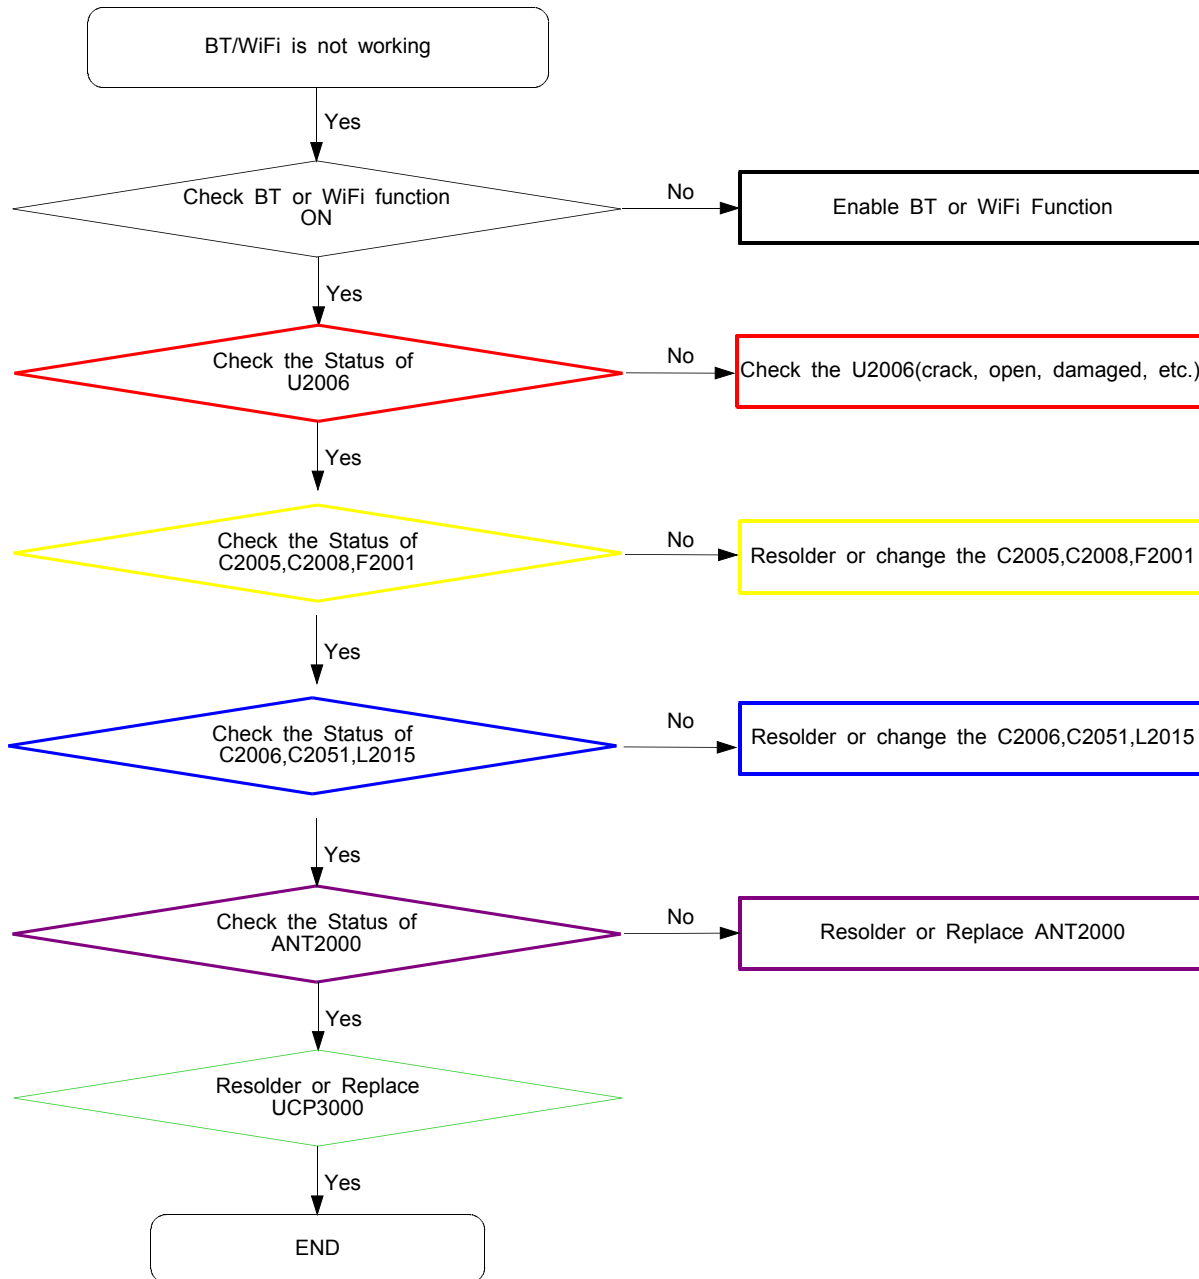 BT/WiFi is not working
Yes
Check BT or WiFi function
ON
No
Enable BT or WiFi Function
Yes
Check the Status of
U2006
No
Check the U2006(crack, open, damaged, etc.)
Yes
Check the Status of
C2005,C2008,F2001
No
Resolder or change the C2005,C2008,F2001
Yes
Check the Status of
C2006,C2051,L2015
No
Resolder or change the C2006,C2051,L2015
Yes
Check the Status of
ANT2000
No
Resolder or Replace ANT2000
Yes
Resolder or Replace
UCP3000
Yes
END